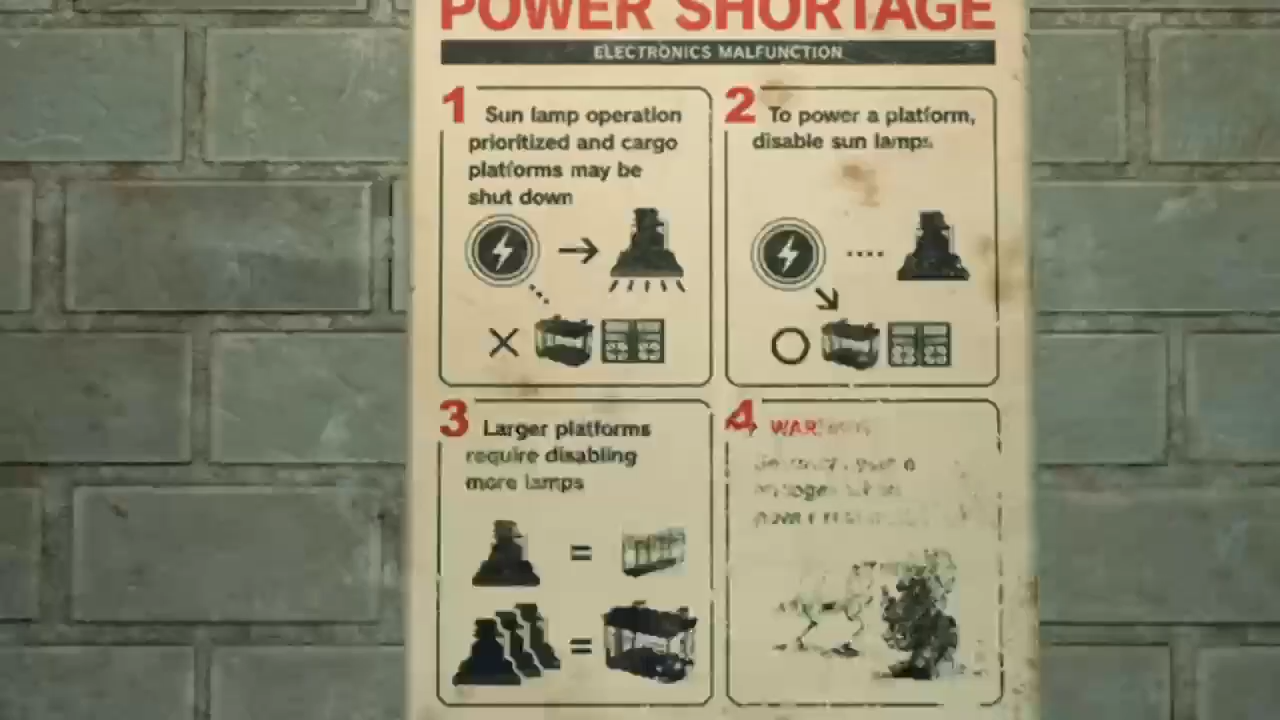 POWER SHORTAGE
ELECTRONICS MALFUNCTION
1 Sun lamp operation
prioritized and cargo
platforms may be
shut down
2 To power a platform,
disable sun lamps.
3 Larger platforms
require disabling
more lamps
4